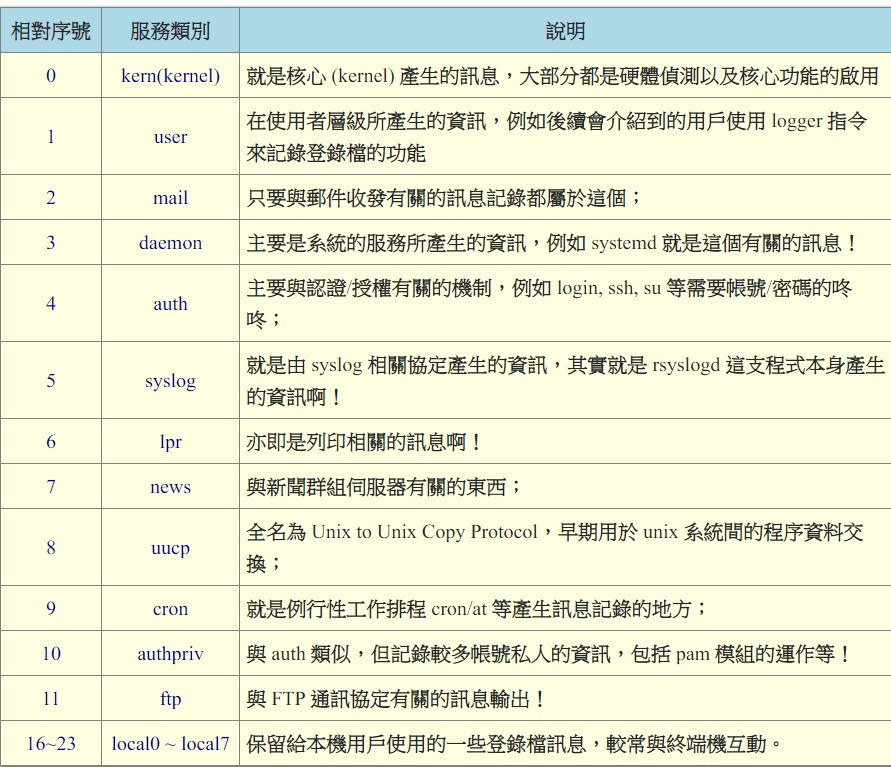 相對序號 服務類別 說明
0 kern(kernel) 就是核心 (kernel) 產生的訊息，大部分都是硬體偵測以及核心功能的啟用
1 user 在使用者層級所產生的資訊，例如後續會介紹到的用戶使用 logger 指令
來記錄登錄檔的功能
2 mail 只要與郵件收發有關的訊息記錄都屬於這個；
3 daemon 主要是系統的服務所產生的資訊，例如 systemd 就是這個有關的訊息！
4 auth 主要與認證/授權有關的機制，例如 login, ssh, su 等需要帳號/密碼的咚
咚；
5 syslog 就是由 syslog 相關協定產生的資訊，其實就是 rsyslogd 這支程式本身產生
的資訊啊！
6 lpr 亦即是列印相關的訊息啊！
7 news 與新聞群組伺服器有關的東西；
8 uucp 全名為 Unix to Unix Copy Protocol，早期用於 unix 系統間的程序資料交
換；
9 cron 就是例行性工作排程 cron/at 等產生訊息記錄的地方；
10 authpriv 與 auth 類似，但記錄較多帳號私人的資訊，包括 pam 模組的運作等！
11 ftp 與 FTP 通訊協定有關的訊息輸出！
16~23 local0 ~ local7 保留給本機用戶使用的一些登錄檔訊息，較常與終端機互動。